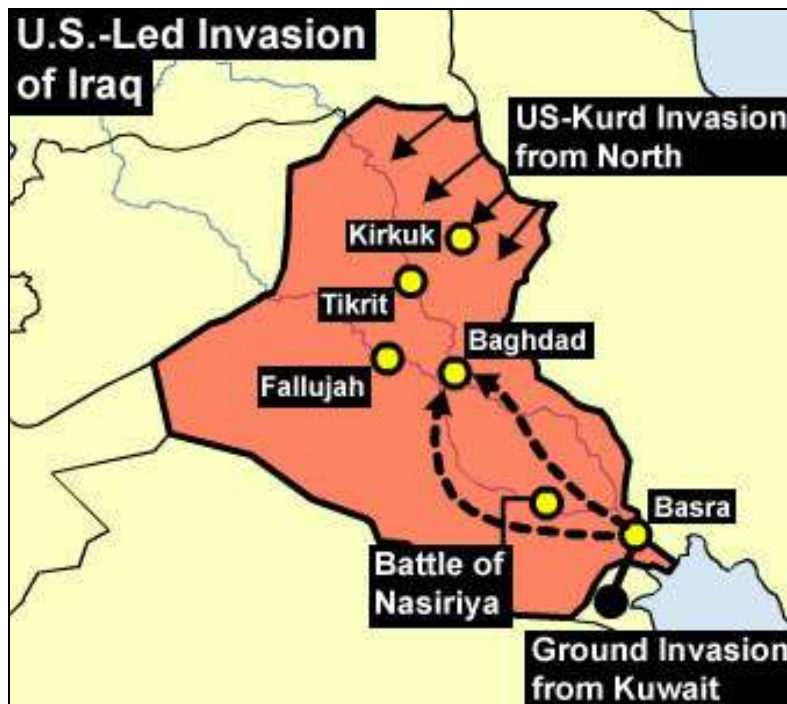 U.S.-Led Invasion
of Iraq
US-Kurd Invasion
from North
Kirkuk
Tikrit
Baghdad
Fallujah
Basra
Battle of
Nasiriya
Ground Invasion
from Kuwait